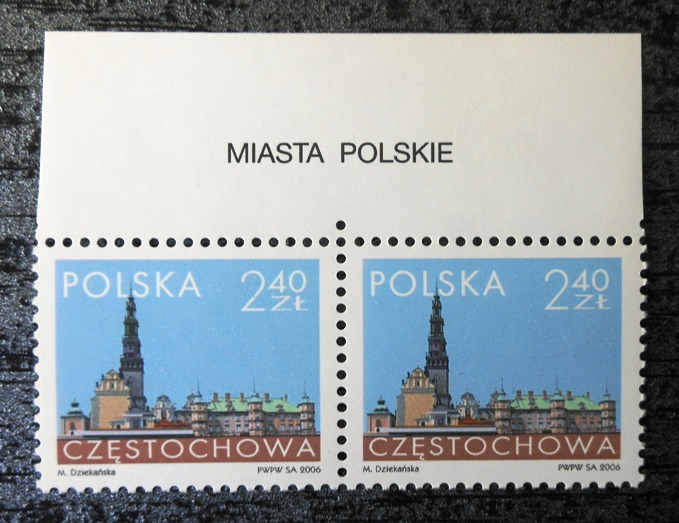 MIASTA POLSKIE
POLSKA 2 40 ZŁ
CZĘSTOCHOWA
M. Dziekańska PWPW SA 2006
POLSKA 2 40 ZŁ
CZĘSTOCHOWA
M. Dziekańska PWPW SA 2006